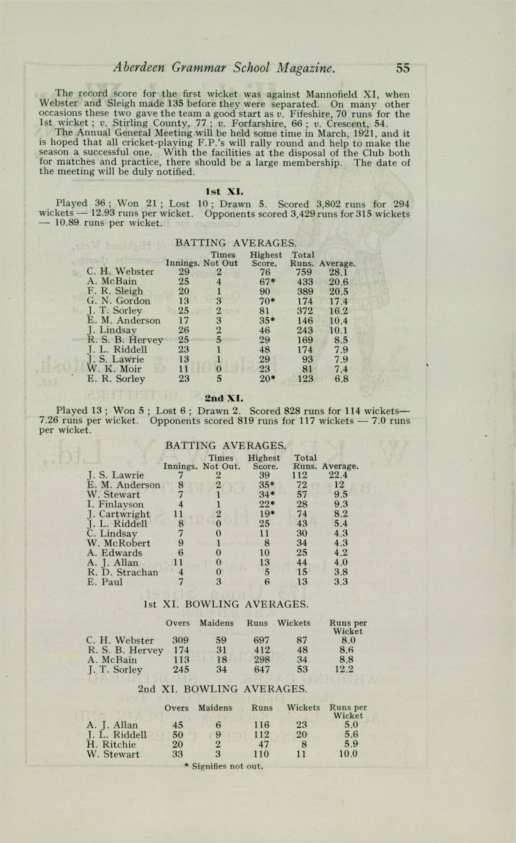 Aberdeen Grammar School Magazine. 55
The record score for the first wicket was against Mannofield XI, when
Webster and Sleigh made 135 before they were separated. On many other
occasions these two gave the team a good start as v. Fifeshire, 70 runs for the
1st wicket ; v. Stirling County, 77 ; v. Forfarshire, 66 ; v. Crescent, 54.
The Annual General Meeting will be held some time in March, 1921, and it
is hoped that all cricket-playing F.P.'s will rally round and help to make the
season a successful one. With the facilities at the disposal of the Club both
for matches and practice, there should be a large membership. The date of
the meeting will be duly notified.
1st XI.
Played 36 ; Won 21 ; Lost 10 ; Drawn 5. Scored 3,802 runs for 294
wickets — 12.93 runs per wicket. Opponents scored 3,429 runs for 315 wickets
— 10.89 runs per wicket.
BATTING AVERAGES.
Times Highest Total
Innings. Not Out Score. Runs. Average.
C. H. Webster 29 2 76 759 28.1
A. McBain 25 4 67* 433 20.6
F. R. Sleigh 20 1 90 389 20.5
G. N. Gordon 13 3 70* 174 17.4
J. T. Sorley 25 2 81 372 16.2
E. M. Anderson 17 3 35* 146 10.4
J. Lindsay 26 2 46 243 10.1
R. S. B. Hervey 25 5 29 169 8.5
J. L. Riddell 23 1 48 174 7.9
J. S. Lawrie 13 1 29 93 7.9
W. K. Moir 11 0 23 81 7.4
E. R. Sorley 23 5 20* 123 6.8
2nd XI.
Played 13 ; Won 5 ; Lost 6 ; Drawn 2. Scored 828 runs for 114 wickets—
7.26 runs per wicket. Opponents scored 819 runs for 117 wickets — 7.0 runs
per wicket.
BATTING AVERAGES.
Times Highest Total
Innings. Not Out. Score. Runs. Average.
J. S. Lawrie 7 2 39 112 22.4
E. M. Anderson 8 2 35* 72 12
W. Stewart 7 1 34* 57 9.5
I. Finlayson 4 1 22* 28 9.3
J. Cartwright 11 2 19* 74 8.2
J. L. Riddell 8 0 25 43 5.4
C. Lindsay 7 0 11 30 4.3
W. McRobert 9 1 8 34 4.3
A. Edwards 6 0 10 25 4.2
A. J. Allan 11 0 13 44 4.0
R. D. Strachan 4 0 5 15 3.8
E. Paul 7 3 6 13 3.3
1st XI. BOWLING AVERAGES.
Overs Maidens Runs Wickets Runs per
Wicket
C. H. Webster 309 59 697 87 8.0
R. S. B. Hervey 174 31 412 48 8.6
A. McBain 113 18 298 34 8.8
J. T. Sorley 245 34 647 53 12.2
2nd XI. BOWLING AVERAGES.
Overs Maidens Runs Wickets Runs per
Wicket
A. J. Allan 45 6 116 23 5.0
J. L. Riddell 50 9 112 20 5.6
H. Ritchie 20 2 47 8 5.9
W. Stewart 33 3 110 11 10.0
* Signifies not out.